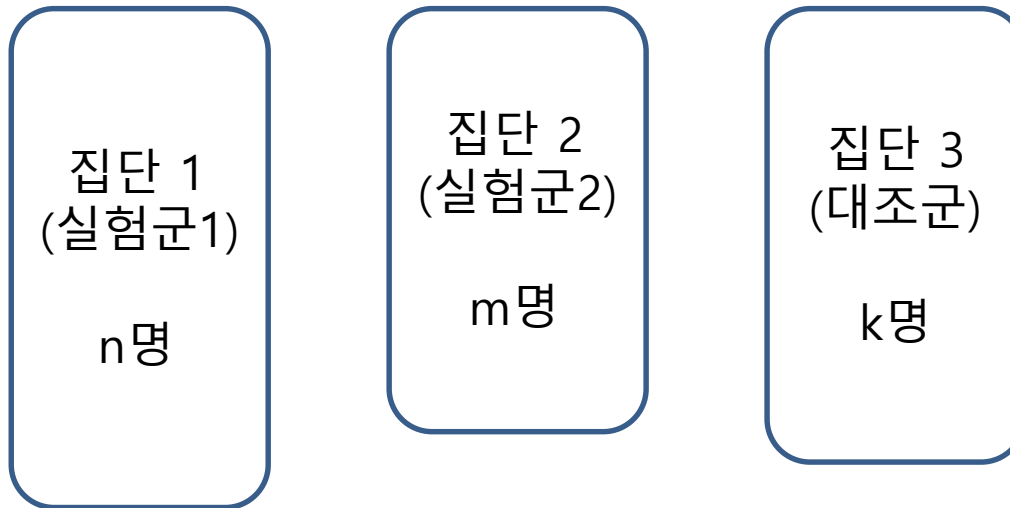 집단 1
(실험군1)
n명
집단 2
(실험군2)
m명
집단 3
(대조군)
k명